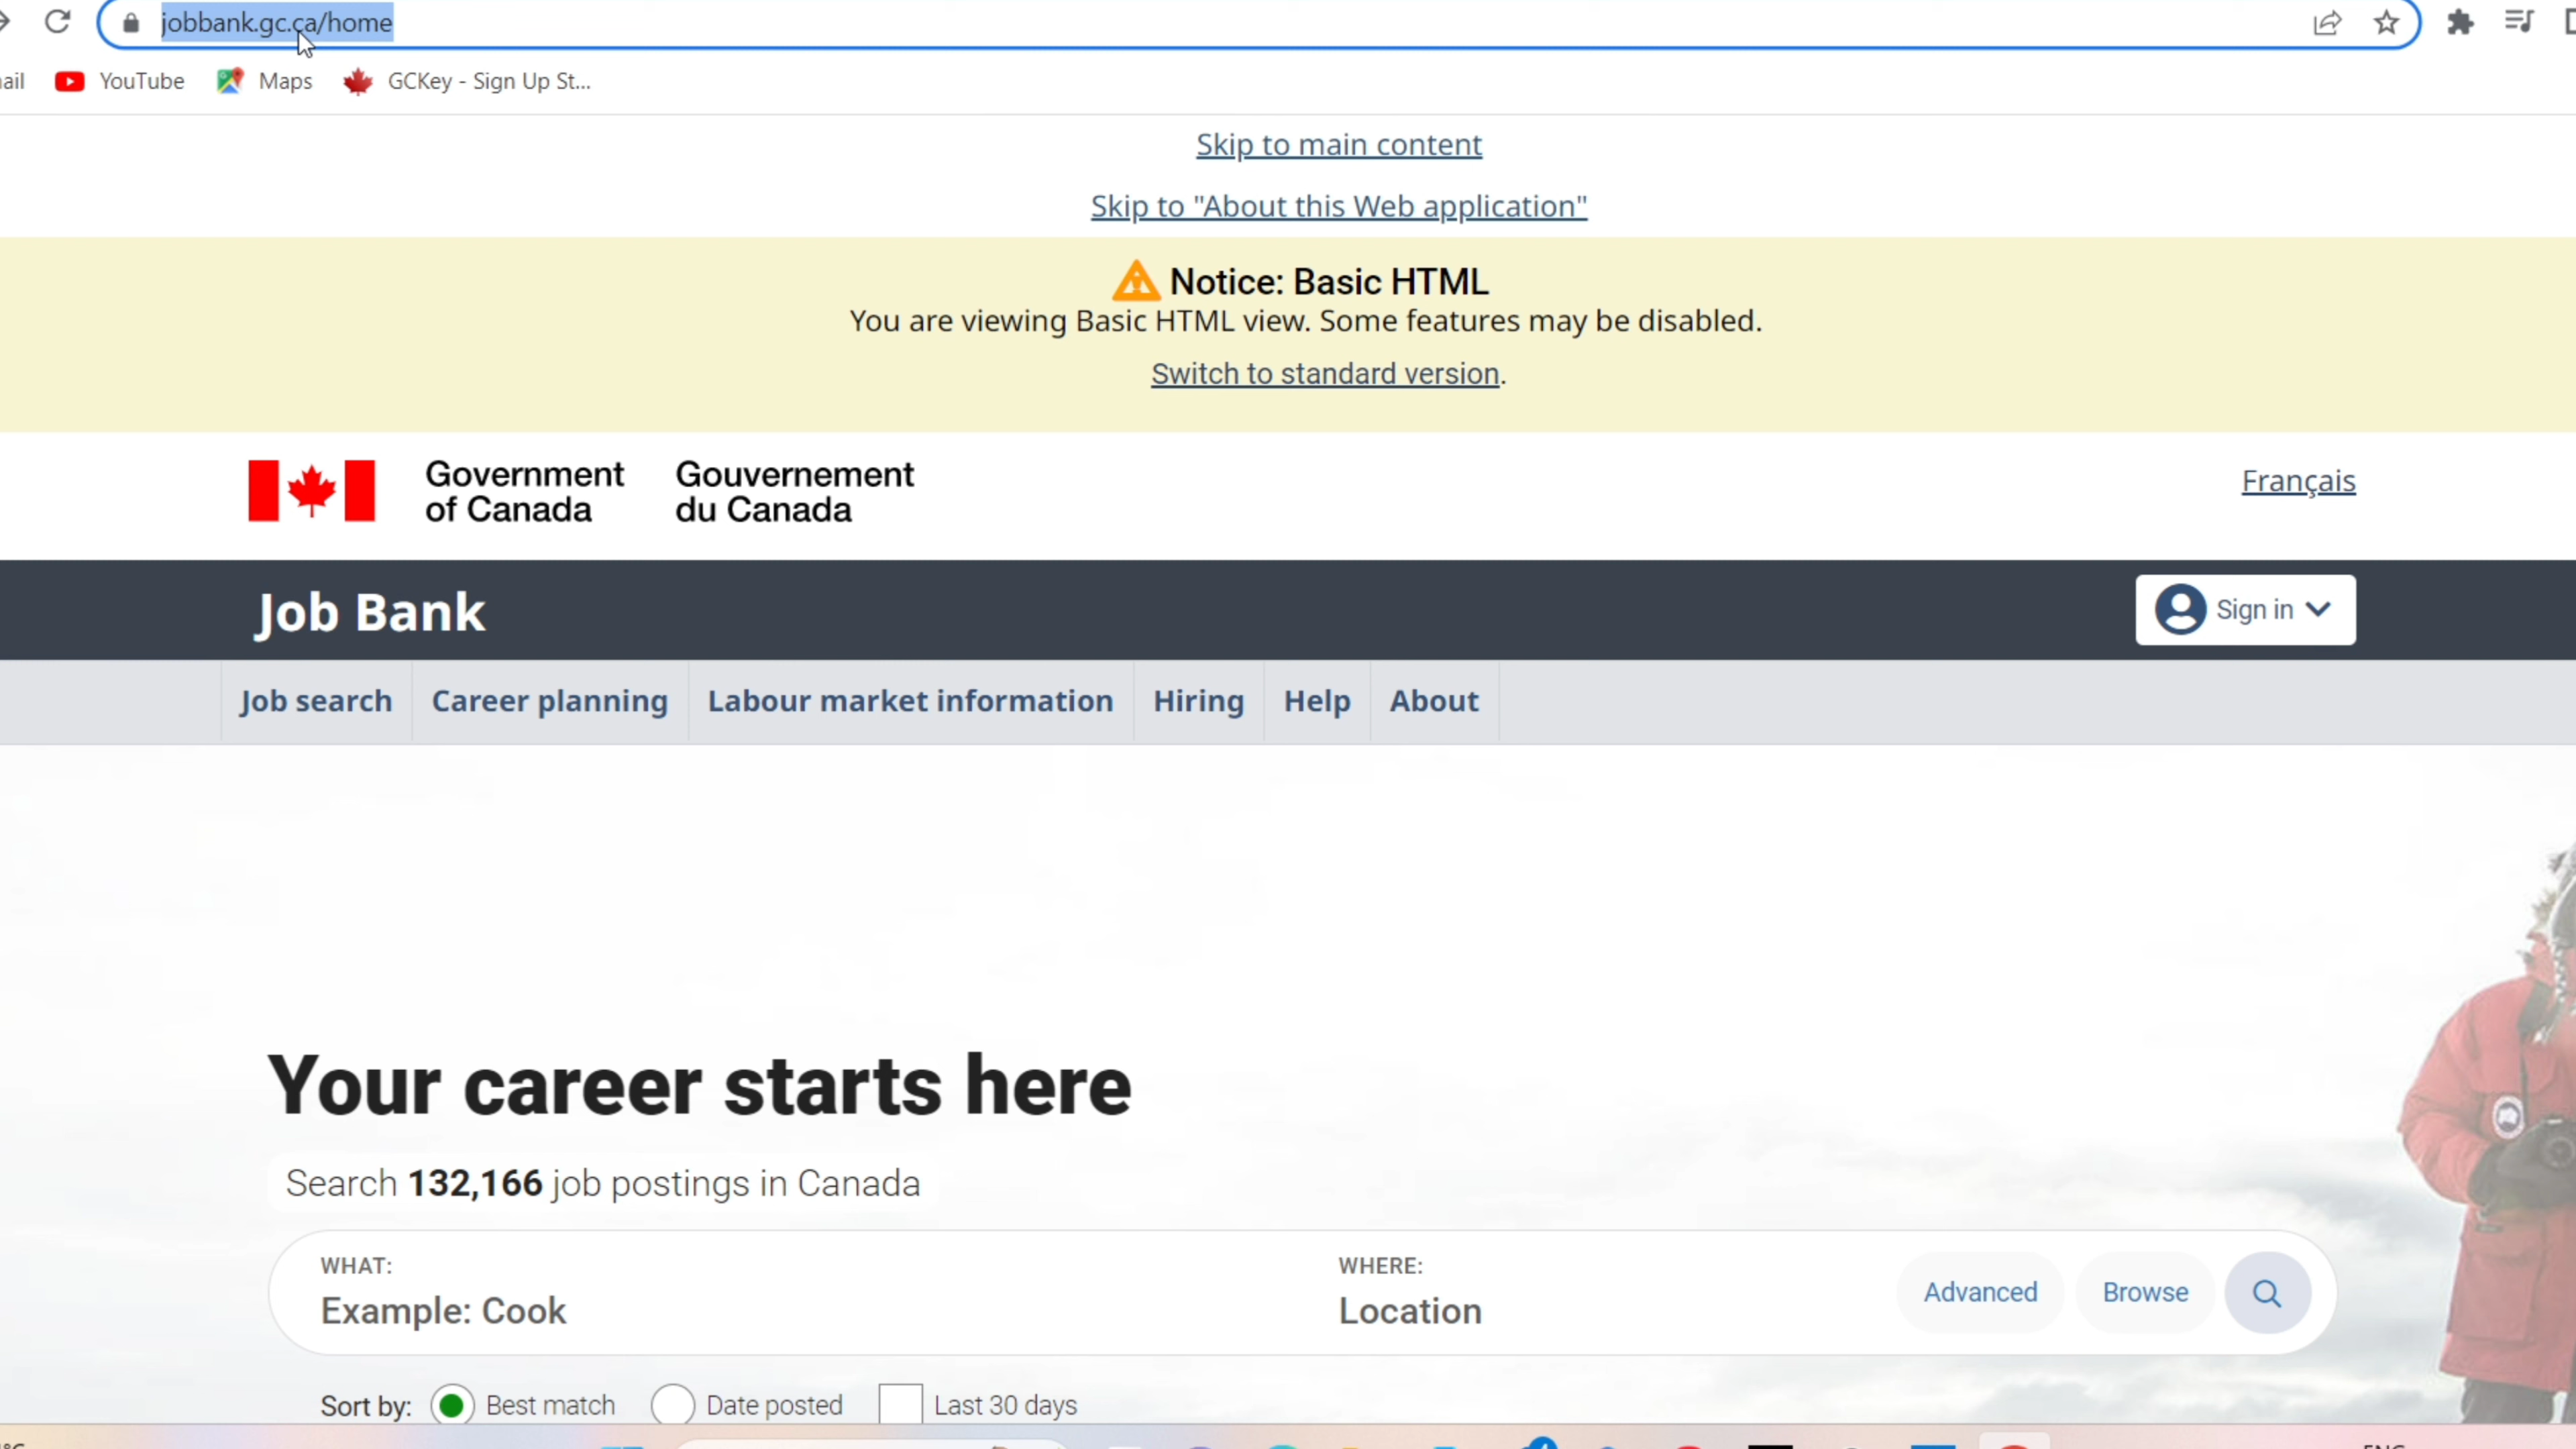 jobbank.gc.ca/home
ail YouTube Maps GCKey - Sign Up St...
Skip to main content
Skip to "About this Web application"
Notice: Basic HTML
You are viewing Basic HTML view. Some features may be disabled.
Switch to standard version.
Government of Canada
Gouvernement du Canada
Français
Job Bank
Sign in
Job search Career planning Labour market information Hiring Help About
Your career starts here
Search 132,166 job postings in Canada
WHAT:
Example: Cook
WHERE:
Location
Advanced Browse
Sort by: Best match Date posted Last 30 days